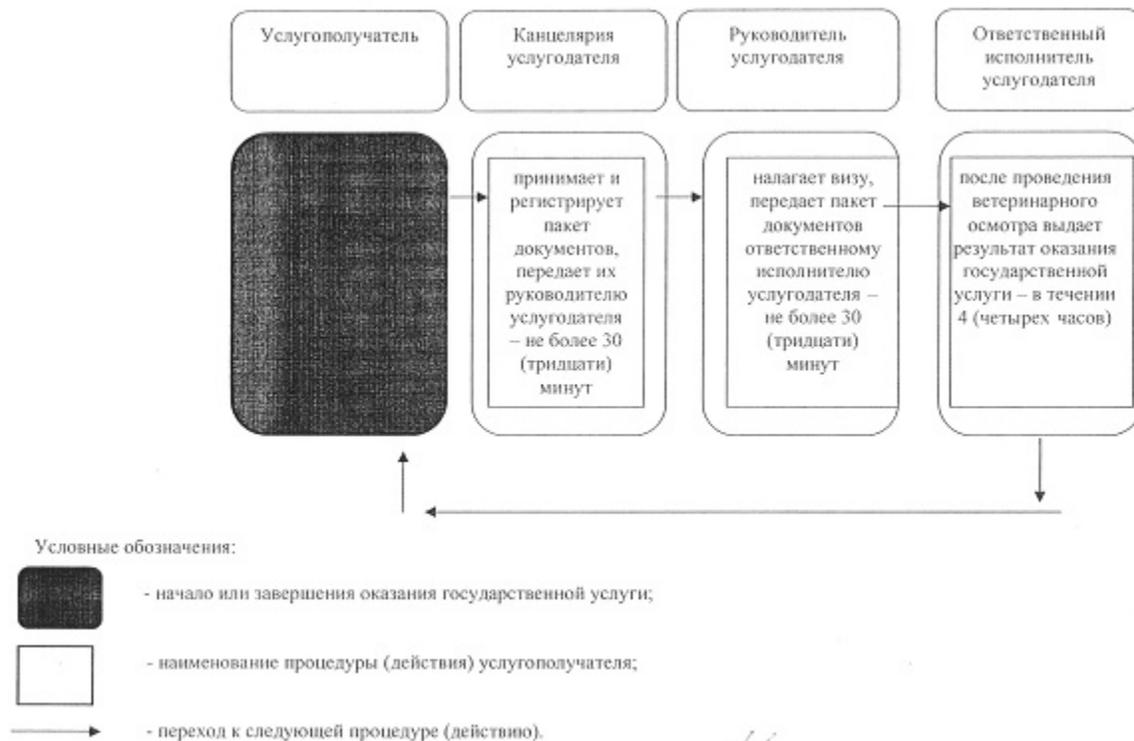 Услугополучатель
Канцелярия
услугодателя
Руководитель
услугодателя
Ответственный
исполнитель
услугодателя
принимает и
регистрирует
пакет
документов,
передает их
руководителю
услугодателя
– не более 30
(тридцати)
минут
налагает визу,
передает пакет
документов
ответственному
исполнителю
услугодателя –
не более 30
(тридцати)
минут
после проведения
ветеринарного
осмотра выдает
результат оказания
государственной
услуги – в течении
4 (четырех часов)
Условные обозначения:
- начало или завершения оказания государственной услуги;
- наименование процедуры (действия) услугополучателя;
- переход к следующей процедуре (действию).